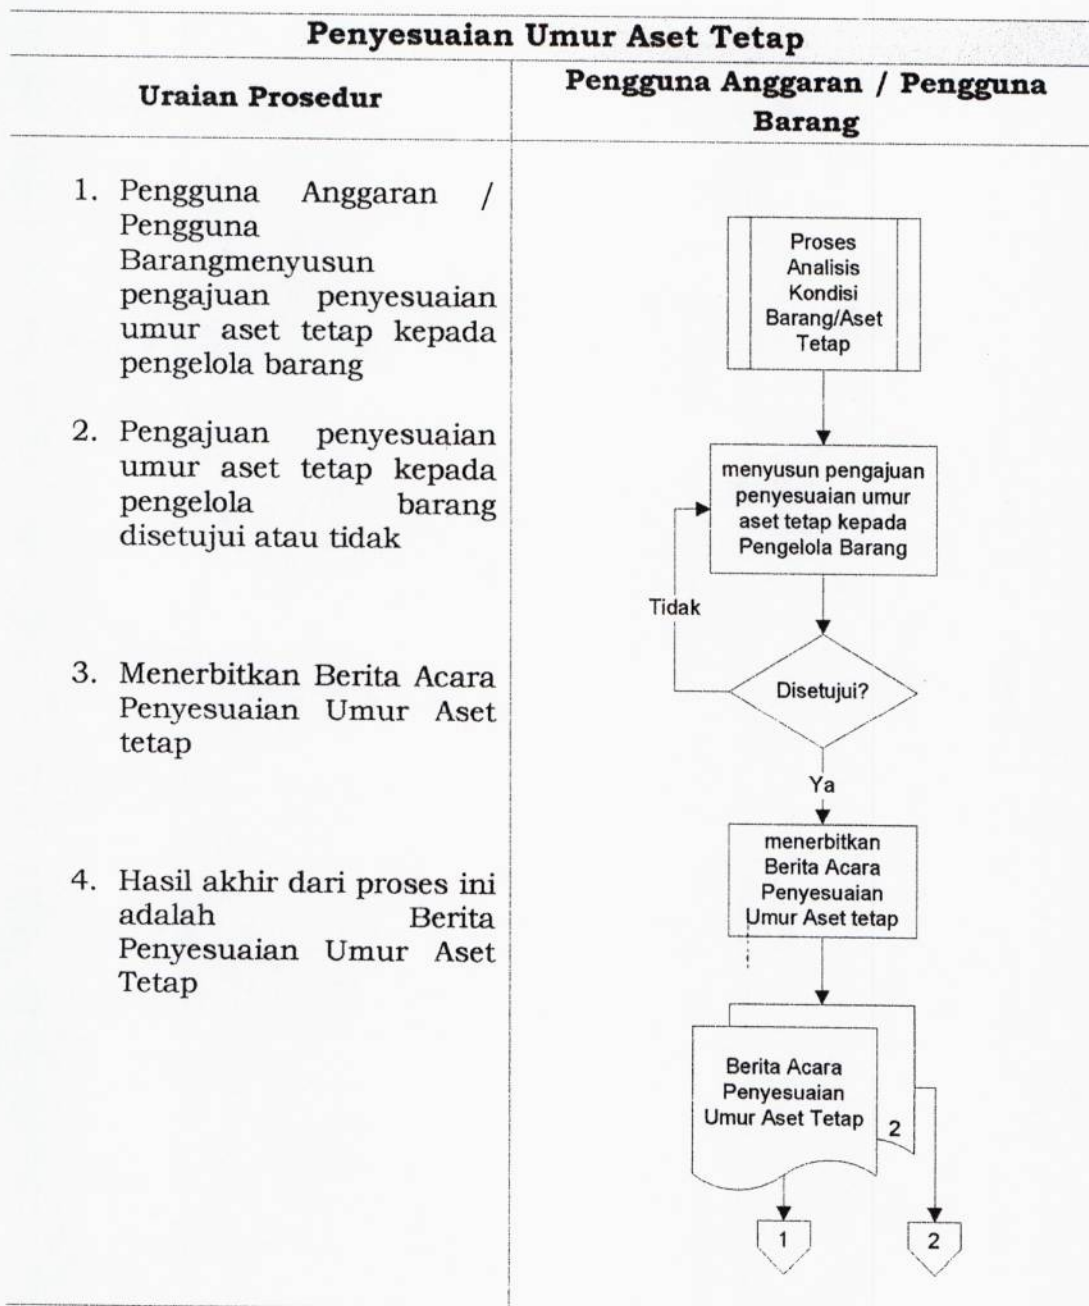 Penyesuaian Umur Aset Tetap
Uraian Prosedur
Pengguna Anggaran / Pengguna
Barang
1. Pengguna Anggaran /
Pengguna
Barangmenyusun
pengajuan penyesuaian
umur aset tetap kepada
pengelola barang
2. Pengajuan penyesuaian
umur aset tetap kepada
pengelola barang
disetujui atau tidak
3. Menerbitkan Berita Acara
Penyesuaian Umur Aset
tetap
4. Hasil akhir dari proses ini
adalah Berita
Penyesuaian Umur Aset
Tetap
Proses
Analisis
Kondisi
Barang/Aset
Tetap
menyusun pengajuan
penyesuaian umur
aset tetap kepada
Pengelola Barang
Tidak
Disetujui?
Ya
menerbitkan
Berita Acara
Penyesuaian
Umur Aset tetap
Berita Acara
Penyesuaian
Umur Aset Tetap
2
1
2